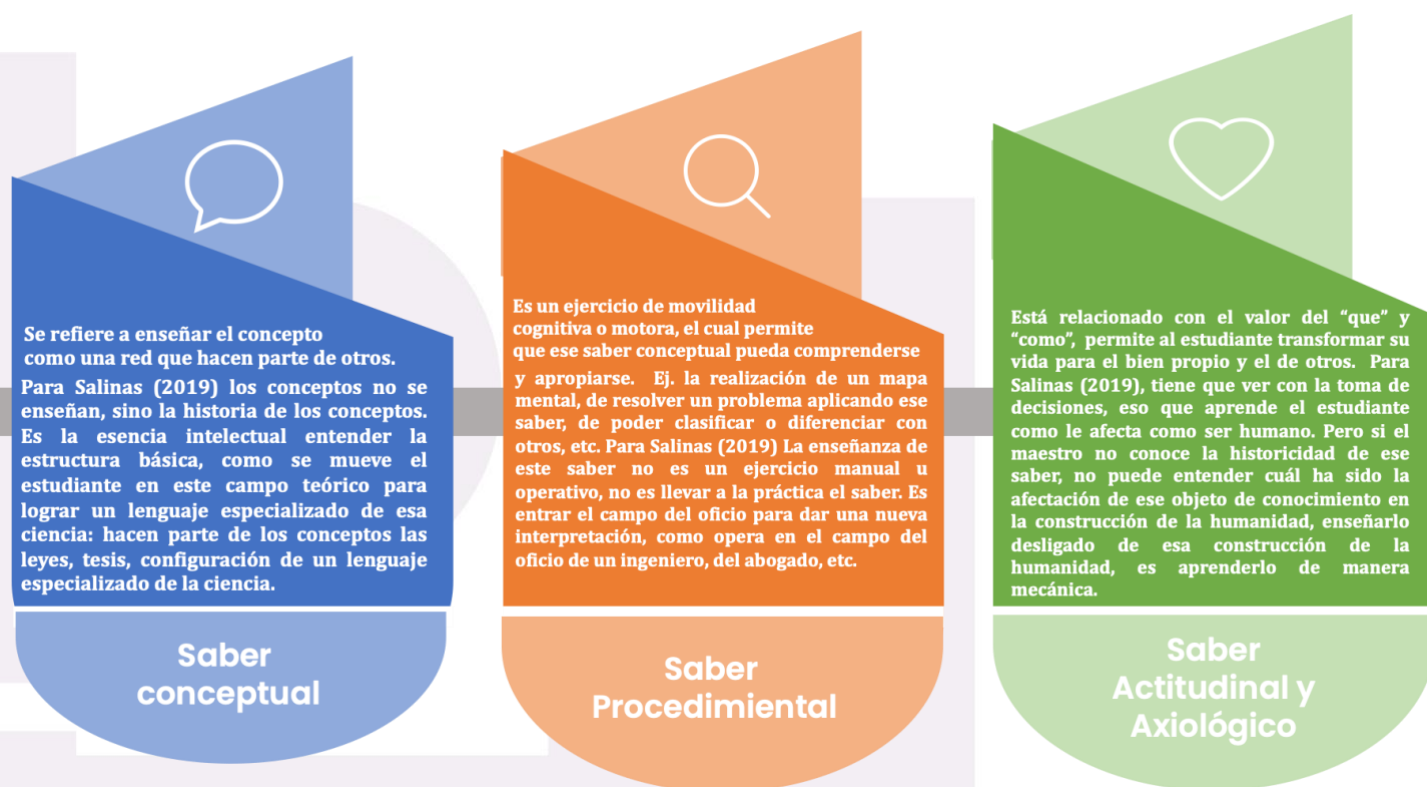 Se refiere a enseñar el concepto
como una red que hacen parte de otros.
Para Salinas (2019) los conceptos no se
enseñan, sino la historia de los conceptos.
Es la esencia intelectual entender la
estructura básica, como se mueve el
estudiante en este campo teórico para
lograr un lenguaje especializado de esa
ciencia: hacen parte de los conceptos las
leyes, tesis, configuración de un lenguaje
especializado de la ciencia.
Saber
conceptual
Es un ejercicio de movilidad
cognitiva o motora, el cual permite
que ese saber conceptual pueda comprenderse
y apropiarse. Ej. la realización de un mapa
mental, de resolver un problema aplicando ese
saber, de poder clasificar o diferenciar con
otros, etc. Para Salinas (2019) La enseñanza de
este saber no es un ejercicio manual u
operativo, no es llevar a la práctica el saber. Es
entrar el campo del oficio para dar una nueva
interpretación, como opera en el campo del
oficio de un ingeniero, del abogado, etc.
Saber
Procedimiental
Está relacionado con el valor del “que” y
“como”, permite al estudiante transformar su
vida para el bien propio y el de otros. Para
Salinas (2019), tiene que ver con la toma de
decisiones, eso que aprende el estudiante
como le afecta como ser humano. Pero si el
maestro no conoce la historicidad de ese
saber, no puede entender cuál ha sido la
afectación de ese objeto de conocimiento en
la construcción de la humanidad, enseñarlo
desligado de esa construcción de la
humanidad, es aprenderlo de manera
mecánica.
Saber
Actitudinal y
Axiológico